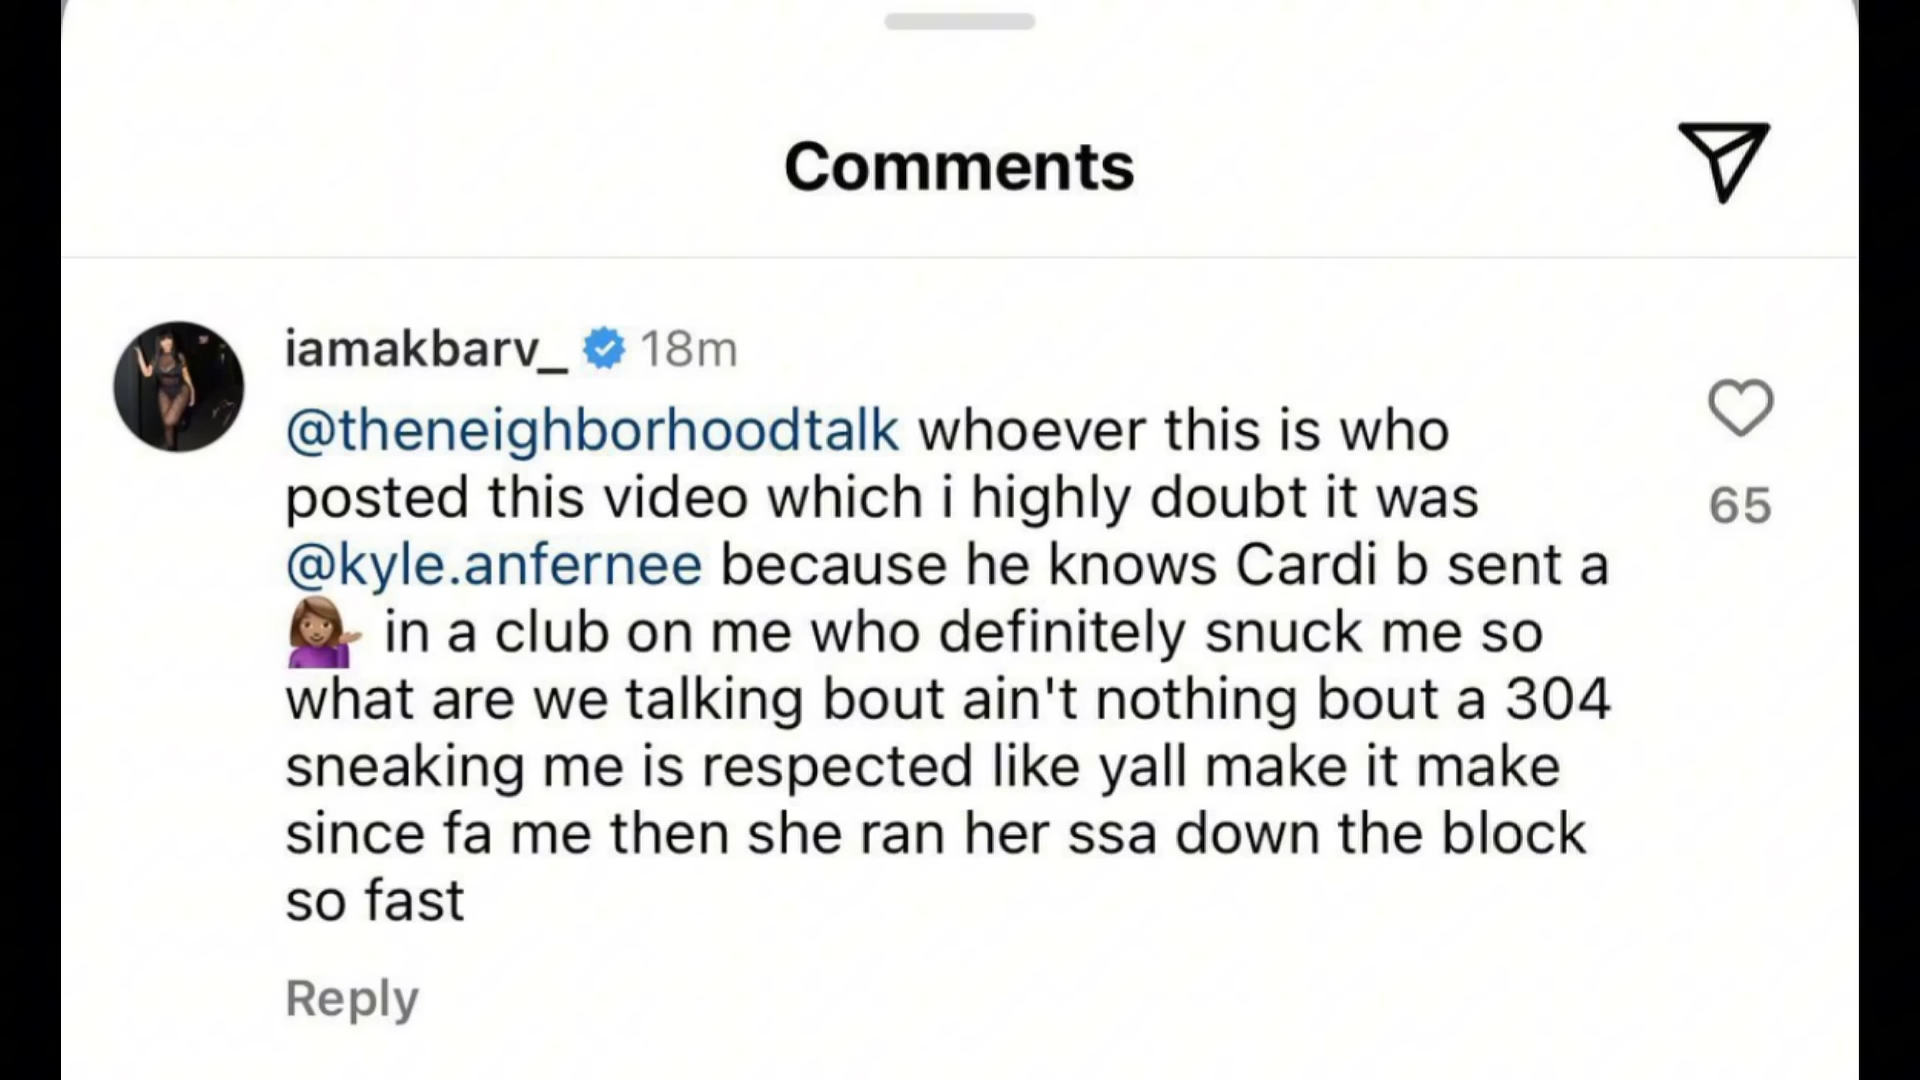 Comments
iamakbarv_ 18m
@theneighborhoodtalk whoever this is who
posted this video which i highly doubt it was
65
@kyle.anfernee because he knows Cardi b sent a
💁🏽‍♀️ in a club on me who definitely snuck me so
what are we talking bout ain't nothing bout a 304
sneaking me is respected like yall make it make
since fa me then she ran her ssa down the block
so fast
Reply